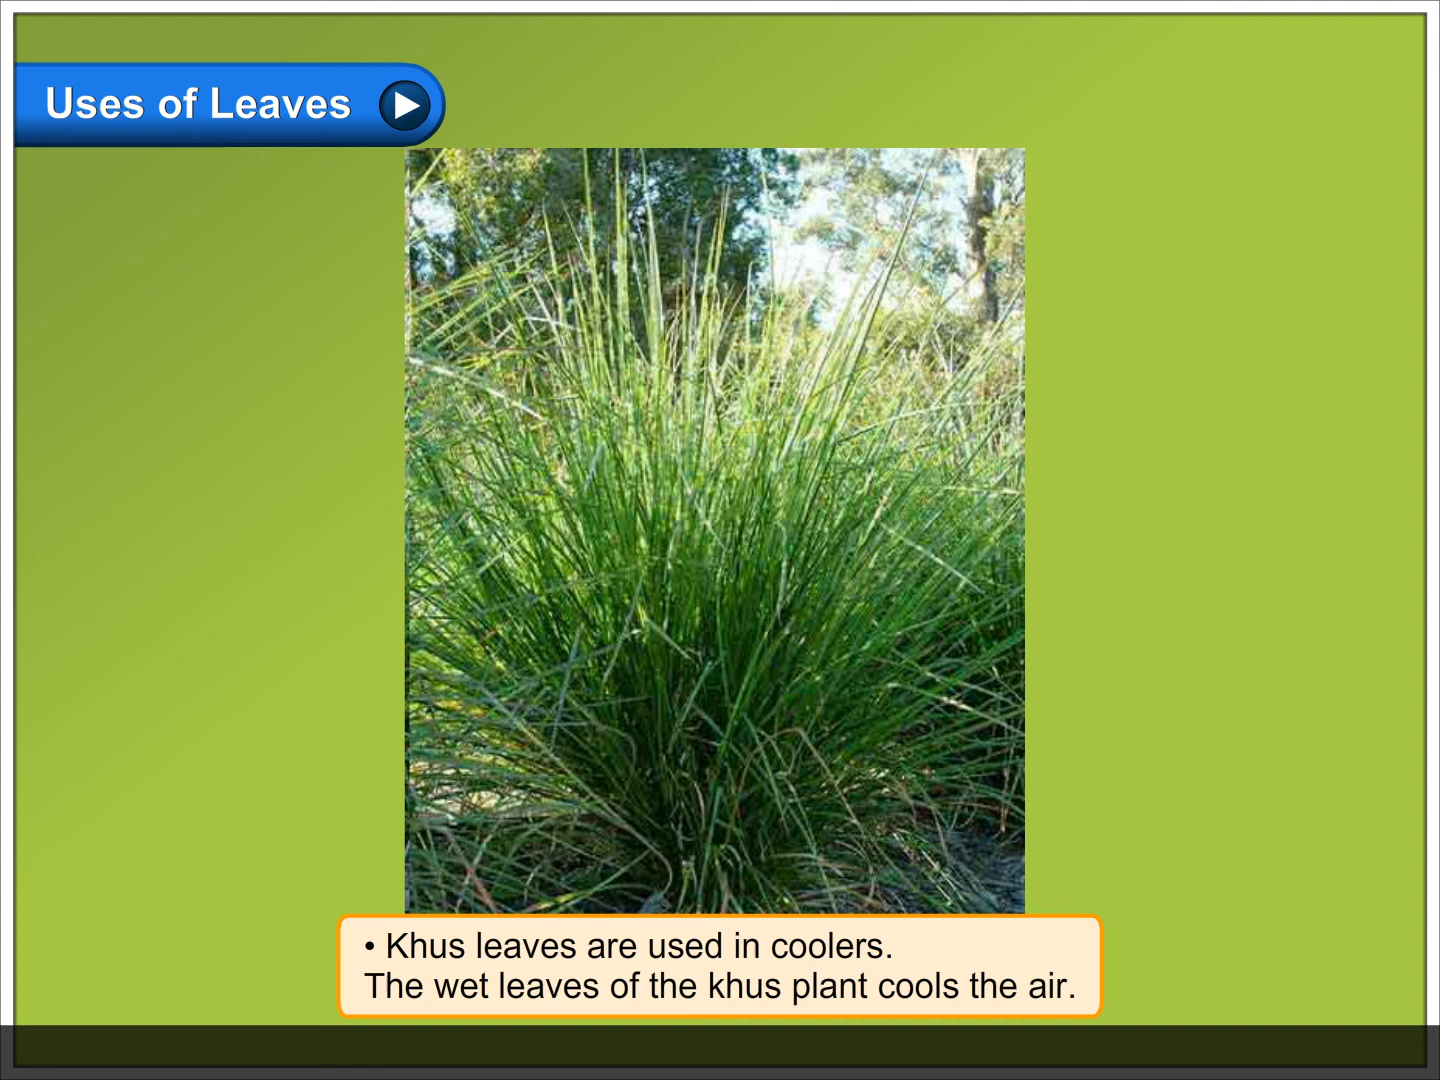 Uses of Leaves
• Khus leaves are used in coolers.
The wet leaves of the khus plant cools the air.